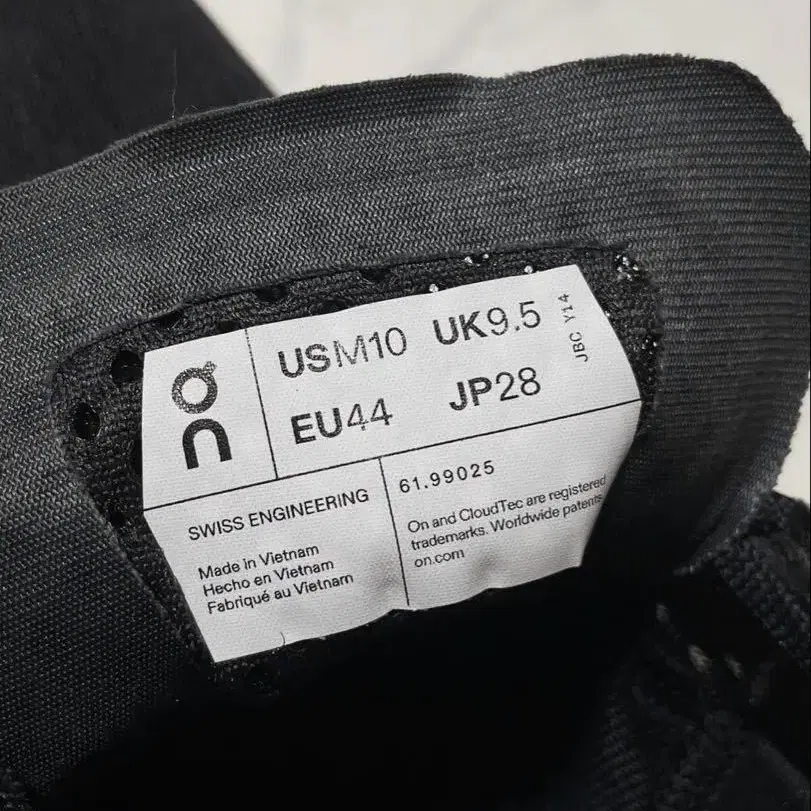 on
USM10 UK9.5
EU44 JP28
JBC Y14
SWISS ENGINEERING
Made in Vietnam
Hecho en Vietnam
Fabriqué au Vietnam
61.99025
On and CloudTec are registered
trademarks. Worldwide patents.
on.com